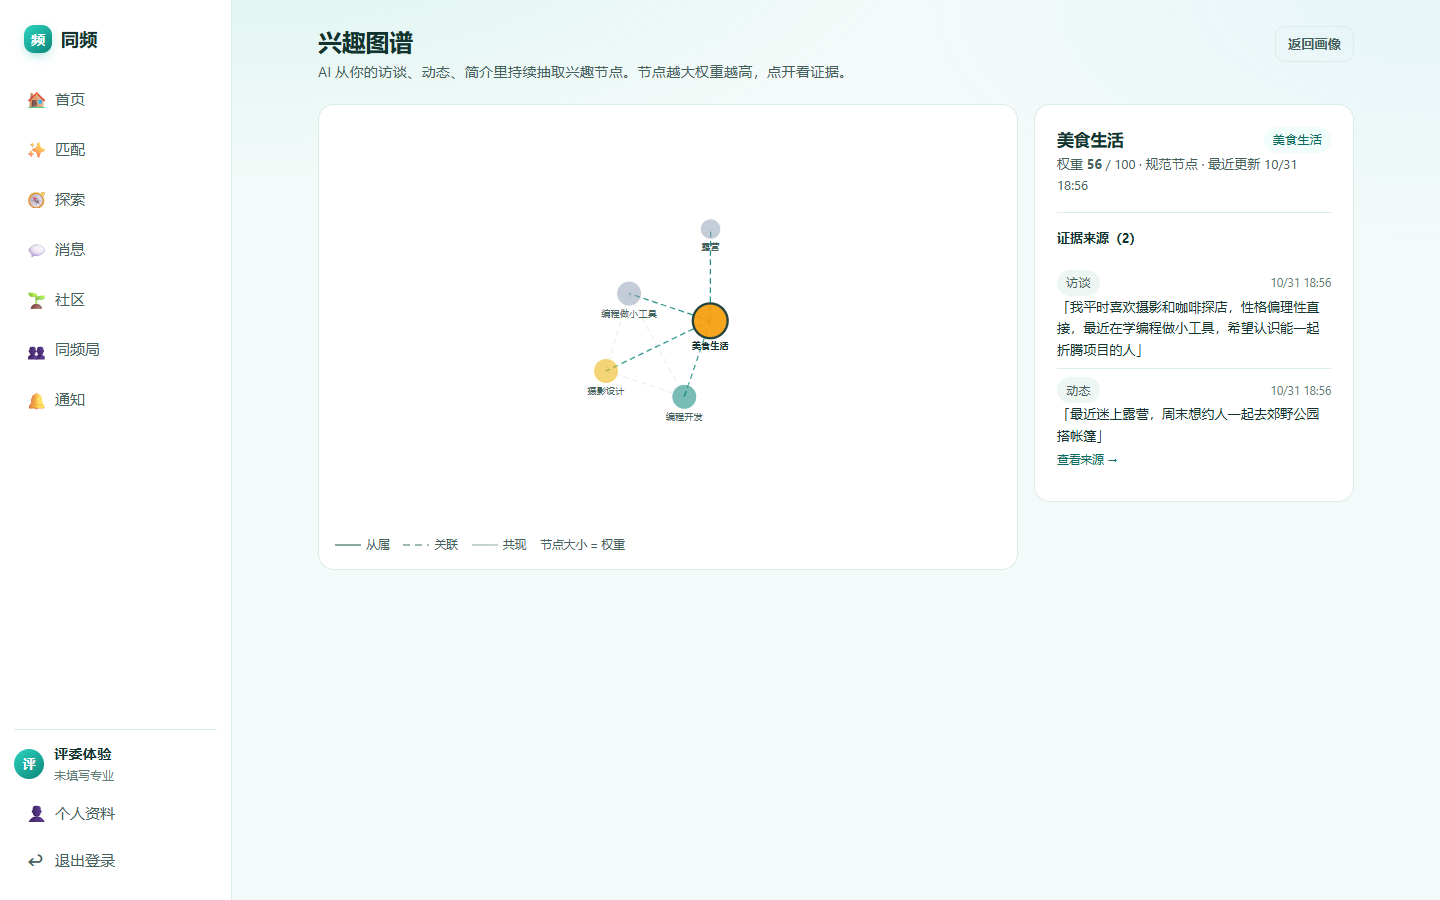 频 同频
首页
匹配
探索
消息
社区
同频局
通知
评 评委体验
未填写专业
个人资料
退出登录
兴趣图谱
AI 从你的访谈、动态、简介里持续抽取兴趣节点。节点越大权重越高，点开看证据。
返回画像
露营
编程做小工具
美食生活
摄影设计
编程开发
从属 关联 共现 节点大小 = 权重
美食生活 美食生活
权重 56 / 100 · 规范节点 · 最近更新 10/31
18:56
证据来源（2）
访谈 10/31 18:56
「我平时喜欢摄影和咖啡探店，性格偏理性直
接，最近在学编程做小工具，希望认识能一起
折腾项目的人」
动态 10/31 18:56
「最近迷上露营，周末想约人一起去郊野公园
搭帐篷」
查看来源 →